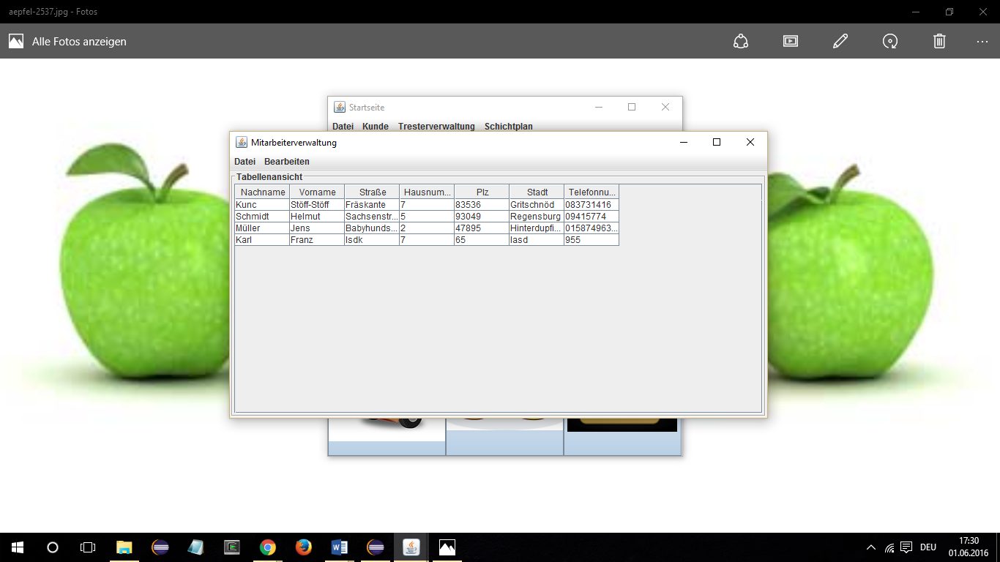 aepfel-2537.jpg - Fotos
Alle Fotos anzeigen
Startseite
Datei Kunde Tresterverwaltung Schichtplan
Mitarbeiterverwaltung
Datei Bearbeiten
Tabellenansicht
Nachname Vorname Straße Hausnum... Plz Stadt Telefonnu...
Kunc Stöff-Stöff Fräskante 7 83536 Gritschnöd 083731416
Schmidt Helmut Sachsenstr... 5 93049 Regensburg 09415774
Müller Jens Babyhunds... 2 47895 Hinterdupfi... 015874963...
Karl Franz lsdk 7 65 lasd 955
DEU
17:30
01.06.2016